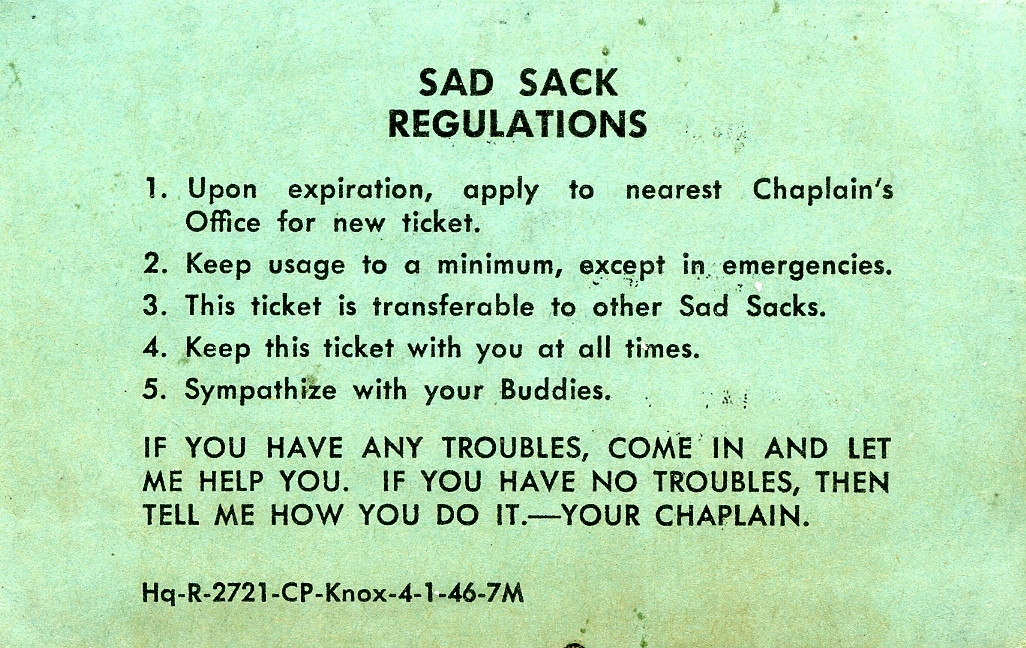 SAD SACK
REGULATIONS
1. Upon expiration, apply to nearest Chaplain's
Office for new ticket.
2. Keep usage to a minimum, except in emergencies.
3. This ticket is transferable to other Sad Sacks.
4. Keep this ticket with you at all times.
5. Sympathize with your Buddies.
IF YOU HAVE ANY TROUBLES, COME IN AND LET
ME HELP YOU. IF YOU HAVE NO TROUBLES, THEN
TELL ME HOW YOU DO IT.—YOUR CHAPLAIN.
Hq-R-2721-CP-Knox-4-1-46-7M